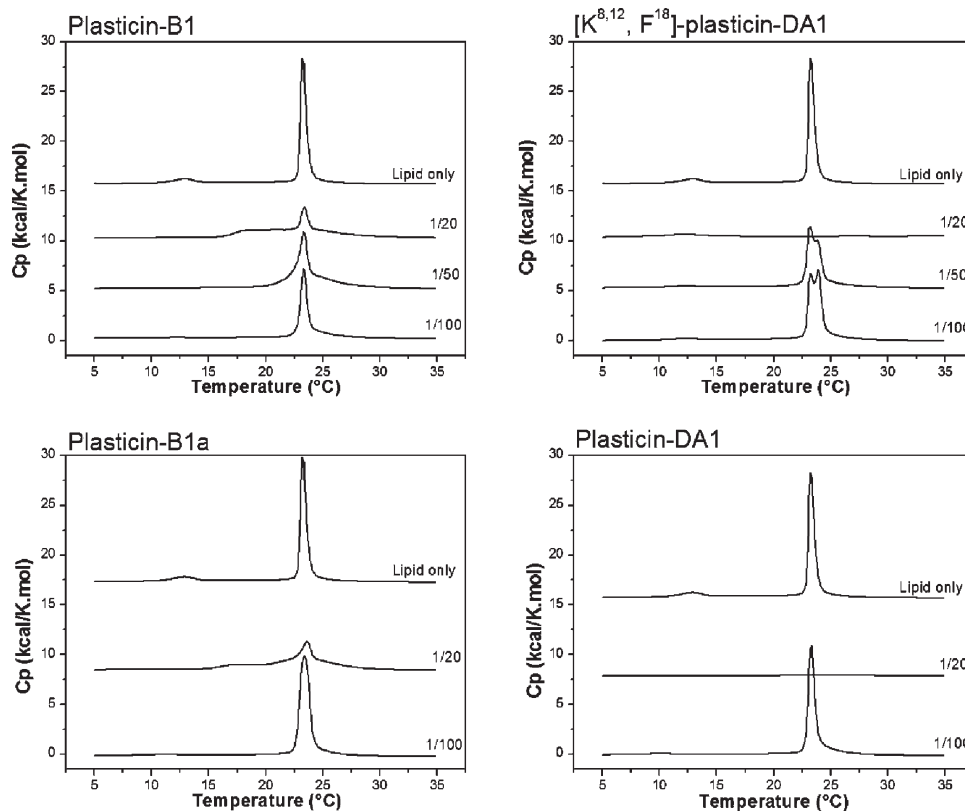 Plasticin-B1
30
25
20
15
10
5
0
Cp (kcal/K.mol)
Lipid only
1/20
1/50
1/100
5 10 15 20 25 30 35
Temperature (°C)
[K8,12, F18]-plasticin-DA1
30
25
20
15
10
5
0
Cp (kcal/K.mol)
Lipid only
1/20
1/50
1/100
5 10 15 20 25 30 35
Temperature (°C)
Plasticin-B1a
30
25
20
15
10
5
0
Cp (kcal/K.mol)
Lipid only
1/20
1/100
5 10 15 20 25 30 35
Temperature (°C)
Plasticin-DA1
30
25
20
15
10
5
0
Cp (kcal/K.mol)
Lipid only
1/20
1/100
5 10 15 20 25 30 35
Temperature (°C)